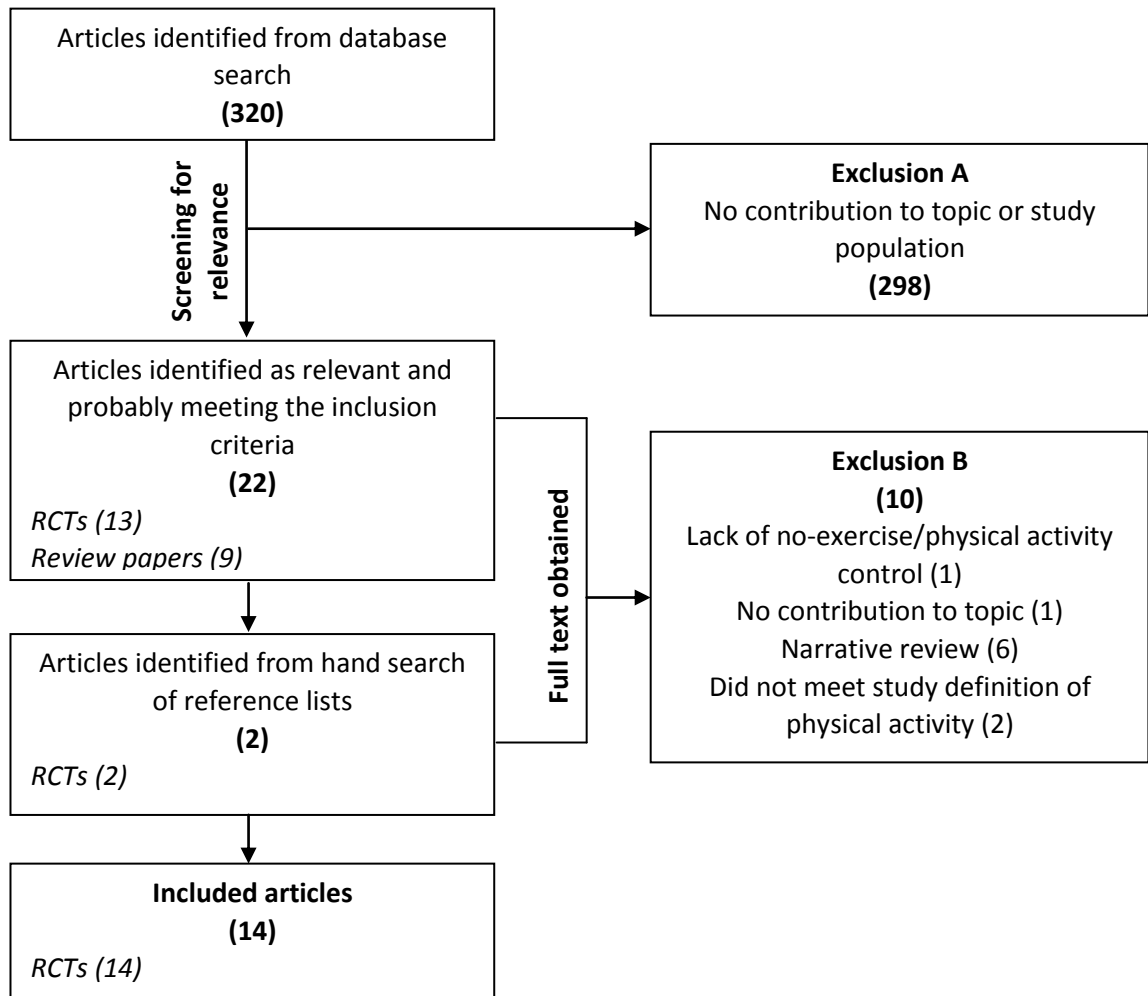 Articles identified from database
search
(320)
Screening for
relevance
Exclusion A
No contribution to topic or study
population
(298)
Articles identified as relevant and
probably meeting the inclusion
criteria
(22)
RCTs (13)
Review papers (9)
Full text obtained
Exclusion B
(10)
Lack of no-exercise/physical activity
control (1)
No contribution to topic (1)
Narrative review (6)
Did not meet study definition of
physical activity (2)
Articles identified from hand search
of reference lists
(2)
RCTs (2)
Included articles
(14)
RCTs (14)